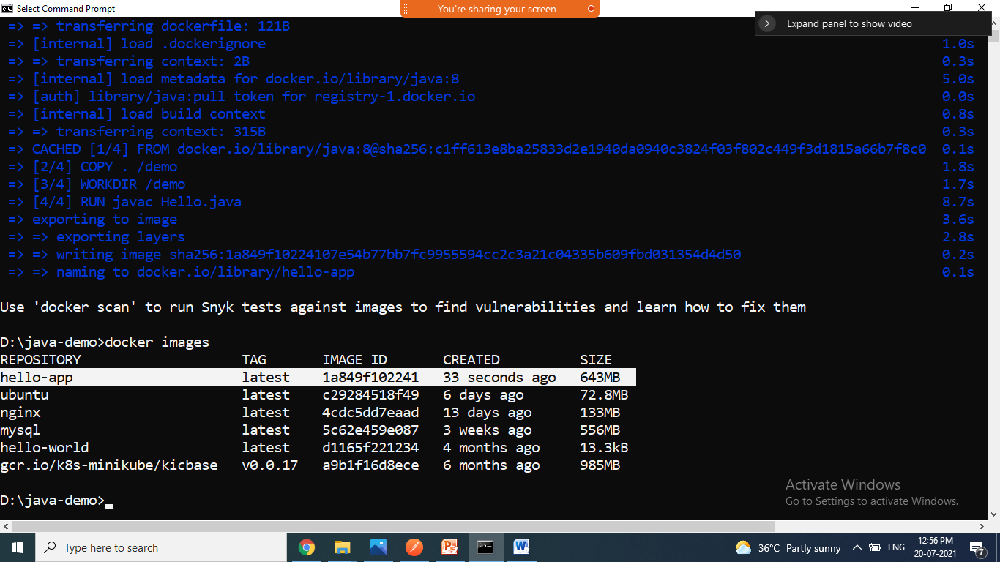 Select Command Prompt
You're sharing your screen
Expand panel to show video
=> => transferring dockerfile: 121B
=> [internal] load .dockerignore 1.0s
=> => transferring context: 2B 0.3s
=> [internal] load metadata for docker.io/library/java:8 5.0s
=> [auth] library/java:pull token for registry-1.docker.io 0.0s
=> [internal] load build context 0.8s
=> => transferring context: 315B 0.3s
=> CACHED [1/4] FROM docker.io/library/java:8@sha256:c1ff613e8ba25833d2e1940da0940c3824f03f802c449f3d1815a66b7f8c0 0.1s
=> [2/4] COPY . /demo 1.8s
=> [3/4] WORKDIR /demo 1.7s
=> [4/4] RUN javac Hello.java 8.7s
=> exporting to image 3.6s
=> => exporting layers 2.8s
=> => writing image sha256:1a849f10224107e54b77bb7fc9955594cc2c3a21c04335b609fbd031354d4d50 0.2s
=> => naming to docker.io/library/hello-app 0.1s
Use 'docker scan' to run Snyk tests against images to find vulnerabilities and learn how to fix them
D:\java-demo>docker images
REPOSITORY TAG IMAGE ID CREATED SIZE
hello-app latest 1a849f102241 33 seconds ago 643MB
ubuntu latest c29284518f49 6 days ago 72.8MB
nginx latest 4cdc5dd7eaad 13 days ago 133MB
mysql latest 5c62e459e087 3 weeks ago 556MB
hello-world latest d1165f221234 4 months ago 13.3kB
gcr.io/k8s-minikube/kicbase v0.0.17 a9b1f16d8ece 6 months ago 985MB
D:\java-demo>
Activate Windows
Go to Settings to activate Windows.
Type here to search
36°C Partly sunny
ENG
12:56 PM
20-07-2021
7